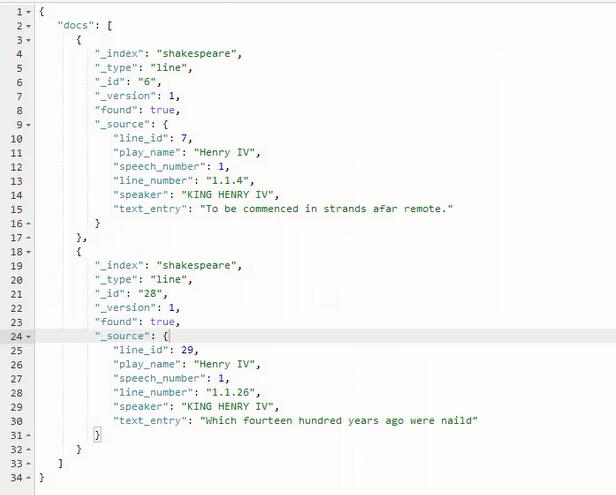 1 {
2 "docs": [
3 {
4 "_index": "shakespeare",
5 "_type": "line",
6 "_id": "6",
7 "_version": 1,
8 "found": true,
9 "_source": {
10 "line_id": 7,
11 "play_name": "Henry IV",
12 "speech_number": 1,
13 "line_number": "1.1.4",
14 "speaker": "KING HENRY IV",
15 "text_entry": "To be commenced in strands afar remote."
16 }
17 },
18 {
19 "_index": "shakespeare",
20 "_type": "line",
21 "_id": "28",
22 "_version": 1,
23 "found": true,
24 "_source": {
25 "line_id": 29,
26 "play_name": "Henry IV",
27 "speech_number": 1,
28 "line_number": "1.1.26",
29 "speaker": "KING HENRY IV",
30 "text_entry": "Which fourteen hundred years ago were naild"
31 }
32 }
33 ]
34 }